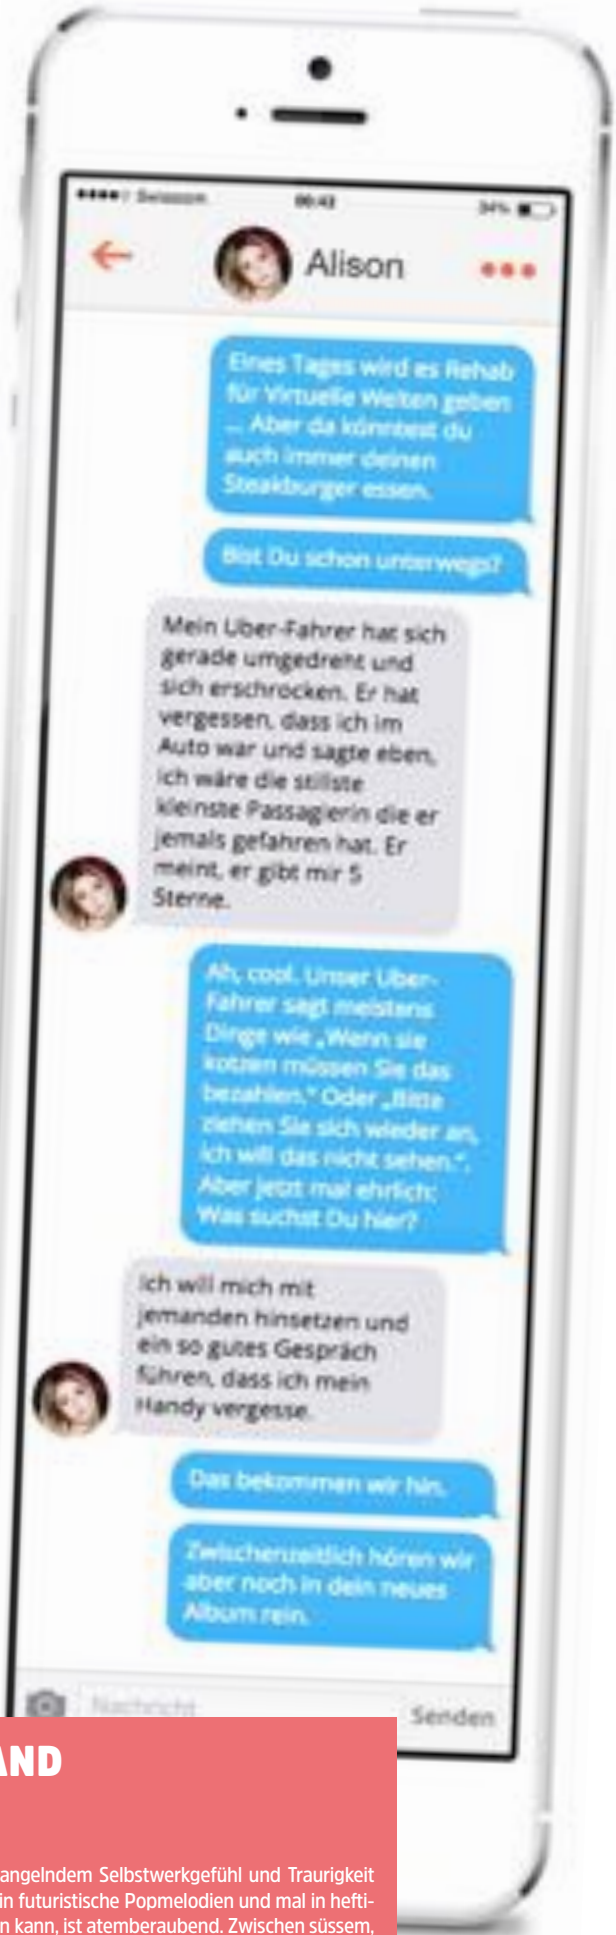 Swisscom
00:43
34%
Alison
Eines Tages wird es Rehab
für Virtuelle Welten geben
... Aber da könntest du
auch immer deinen
Steakburger essen.
Bist Du schon unterwegs?
Mein Uber-Fahrer hat sich
gerade umgedreht und
sich erschrocken. Er hat
vergessen, dass ich im
Auto war und sagte eben,
ich wäre die stillste
kleinste Passagierin die er
jemals gefahren hat. Er
meint, er gibt mir 5
Sterne.
Ah, cool. Unser Uber-
Fahrer sagt meistens
Dinge wie „Wenn sie
kotzen müssen Sie das
bezahlen.“ Oder „Bitte
ziehen Sie sich wieder an,
ich will das nicht sehen.“.
Aber jetzt mal ehrlich:
Was suchst Du hier?
Ich will mich mit
jemanden hinsetzen und
ein so gutes Gespräch
führen, dass ich mein
Handy vergesse.
Das bekommen wir hin.
Zwischenzeitlich hören wir
aber noch in dein neues
Album rein.
Nachricht
Senden
AND
angelndem Selbstwerkgefühl und Traurigkeit
in futuristische Popmelodien und mal in hefti-
n kann, ist atemberaubend. Zwischen süssem,